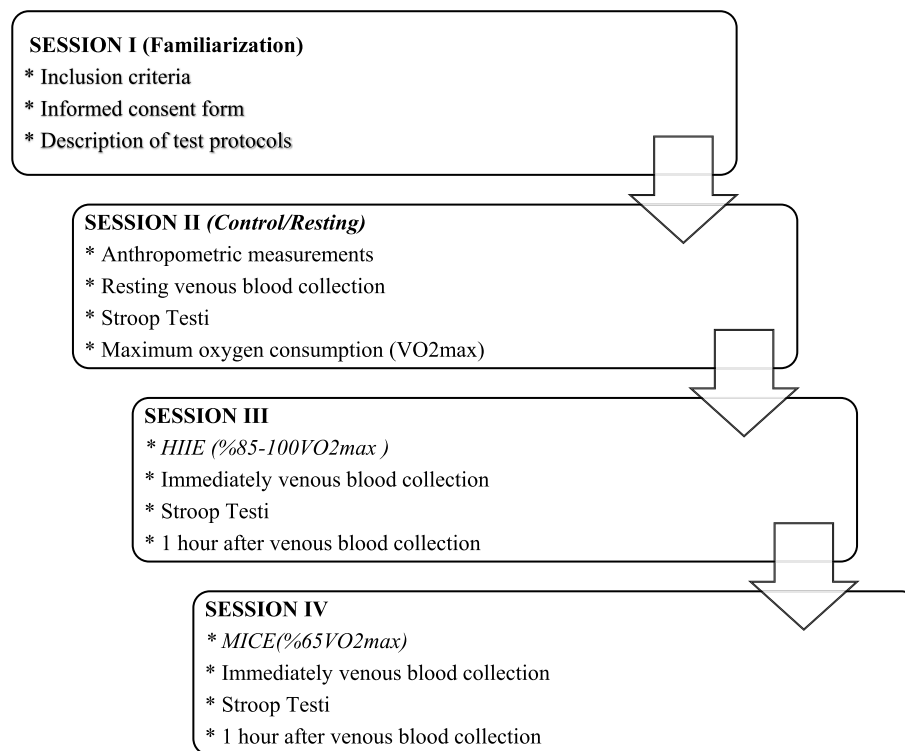 SESSION I (Familiarization)
* Inclusion criteria
* Informed consent form
* Description of test protocols
SESSION II (Control/Resting)
* Anthropometric measurements
* Resting venous blood collection
* Stroop Testi
* Maximum oxygen consumption (VO2max)
SESSION III
* HIIE (%85-100VO2max )
* Immediately venous blood collection
* Stroop Testi
* 1 hour after venous blood collection
SESSION IV
* MICE(%65VO2max)
* Immediately venous blood collection
* Stroop Testi
* 1 hour after venous blood collection